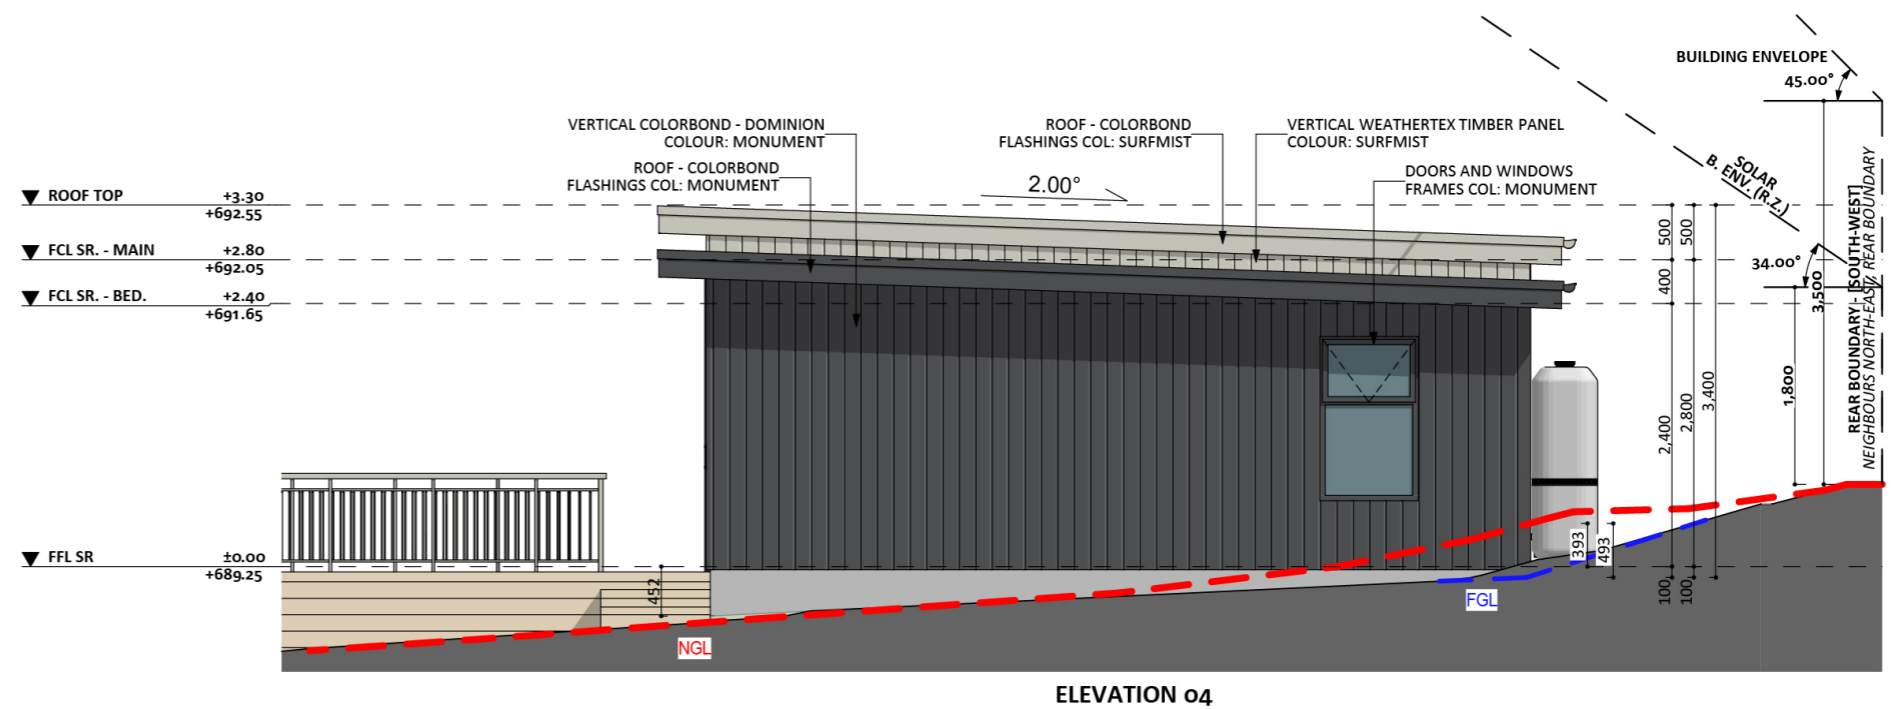 BUILDING ENVELOPE
45.00°
VERTICAL COLORBOND - DOMINION
COLOUR: MONUMENT
ROOF - COLORBOND
FLASHINGS COL: SURFMIST
VERTICAL WEATHERTEX TIMBER PANEL
COLOUR: SURFMIST
ROOF - COLORBOND
FLASHINGS COL: MONUMENT
2.00°
DOORS AND WINDOWS
FRAMES COL: MONUMENT
SOLAR
B. ENV. (R.Z.)
ROOF TOP +3.30
+692.55
FCL SR. - MAIN +2.80
+692.05
FCL SR. - BED. +2.40
+691.65
FFL SR ±0.00
+689.25
34.00°
500
500
400
2,400
2,800
3,400
3,500
1,800
REAR BOUNDARY - [SOUTH-WEST]
NEIGHBOURS NORTH-EAST, REAR BOUNDARY
393
493
100
100
452
FGL
NGL
ELEVATION 04